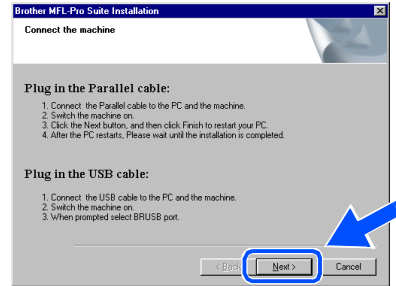 Brother MFL-Pro Suite Installation
Connect the machine
Plug in the Parallel cable:
1. Connect the Parallel cable to the PC and the machine.
2. Switch the machine on.
3. Click the Next button, and then click Finish to restart your PC.
4. After the PC restarts, Please wait until the installation is completed.
Plug in the USB cable:
1. Connect the USB cable to the PC and the machine.
2. Switch the machine on.
3. When prompted select BRUSB port.
< Back Next > Cancel